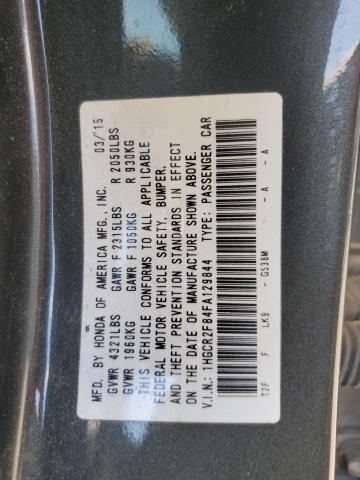 MFD. BY HONDA OF AMERICA MFG., INC. 03/15
GVWR 4321LBS GAWR F 2315LBS R 2050LBS
GVWR 1960KG GAWR F 1050KG R 930KG
THIS VEHICLE CONFORMS TO ALL APPLICABLE
FEDERAL MOTOR VEHICLE SAFETY, BUMPER,
AND THEFT PREVENTION STANDARDS IN EFFECT
ON THE DATE OF MANUFACTURE SHOWN ABOVE.
V.I.N.: 1HGCR2F84FA129844 TYPE: PASSENGER CAR
T2F F LK9 - G536M - A - A